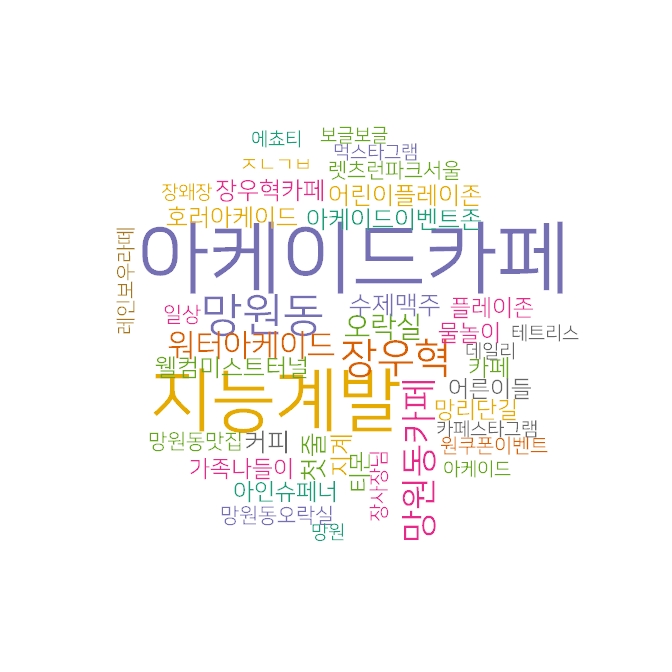 에쵸티 보글보글
먹스타그램
ㅈㄴㄱㅂ 렛츠런파크서울
장왜장 장우혁카페 어린이플레이존
호러아케이드 아케이드이벤트존
아케이드카페
레인보우라떼
일상 망원동 수제맥주 플레이존
오락실 물놀이 테트리스
워터아케이드 장우혁 데일리
웰컴미스트터널 카페
지능계발 어른이들
망원동카페 망리단길
카페스타그램
망원동맛집 커피 첫줄 지계 티몬 원쿠폰이벤트
가족나들이 장사장님 아케이드
아인슈페너
망원동오락실
망원